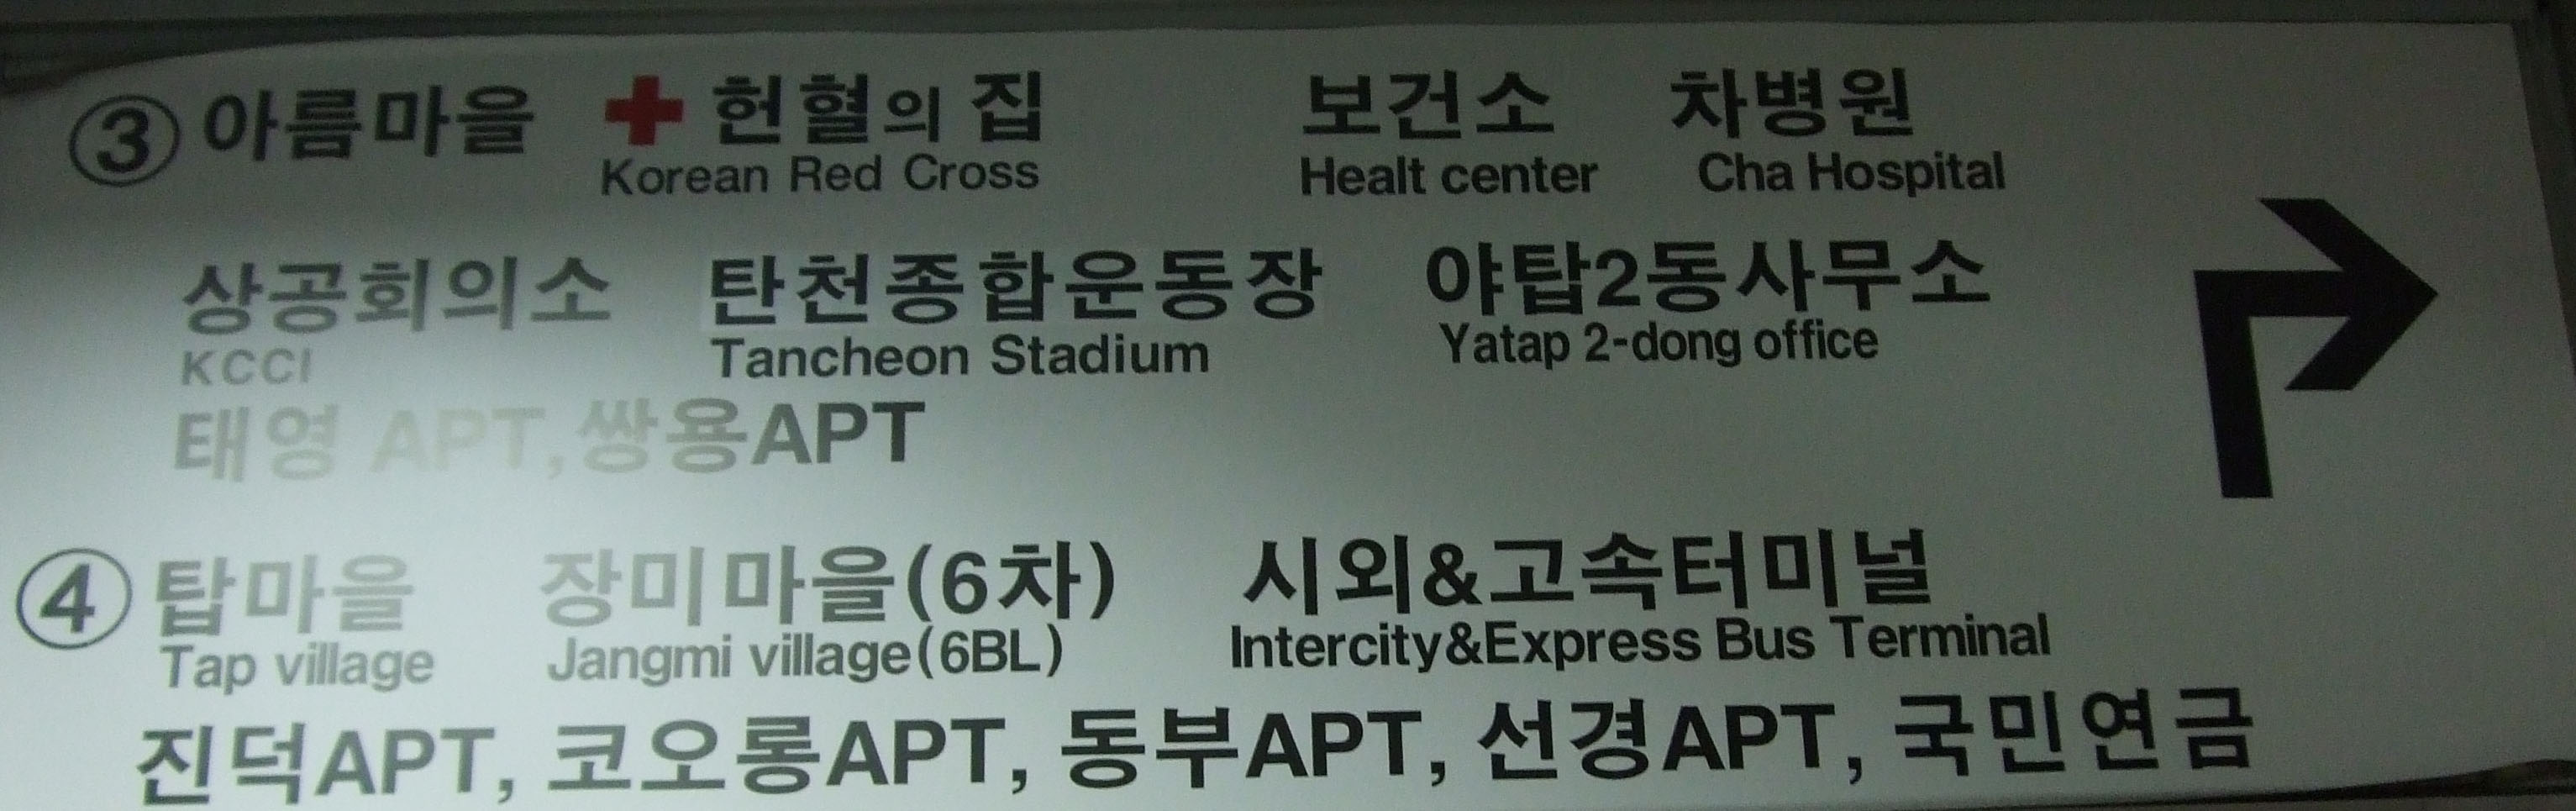 ③ 아름마을 헌혈의 집 보건소 차병원
Korean Red Cross Healt center Cha Hospital
상공회의소 탄천종합운동장 야탑2동사무소
KCCI Tancheon Stadium Yatap 2-dong office
태영 APT,쌍용APT
④ 탑마을 장미마을(6차) 시외&고속터미널
Tap village Jangmi village(6BL) Intercity&Express Bus Terminal
진덕APT, 코오롱APT, 동부APT, 선경APT, 국민연금